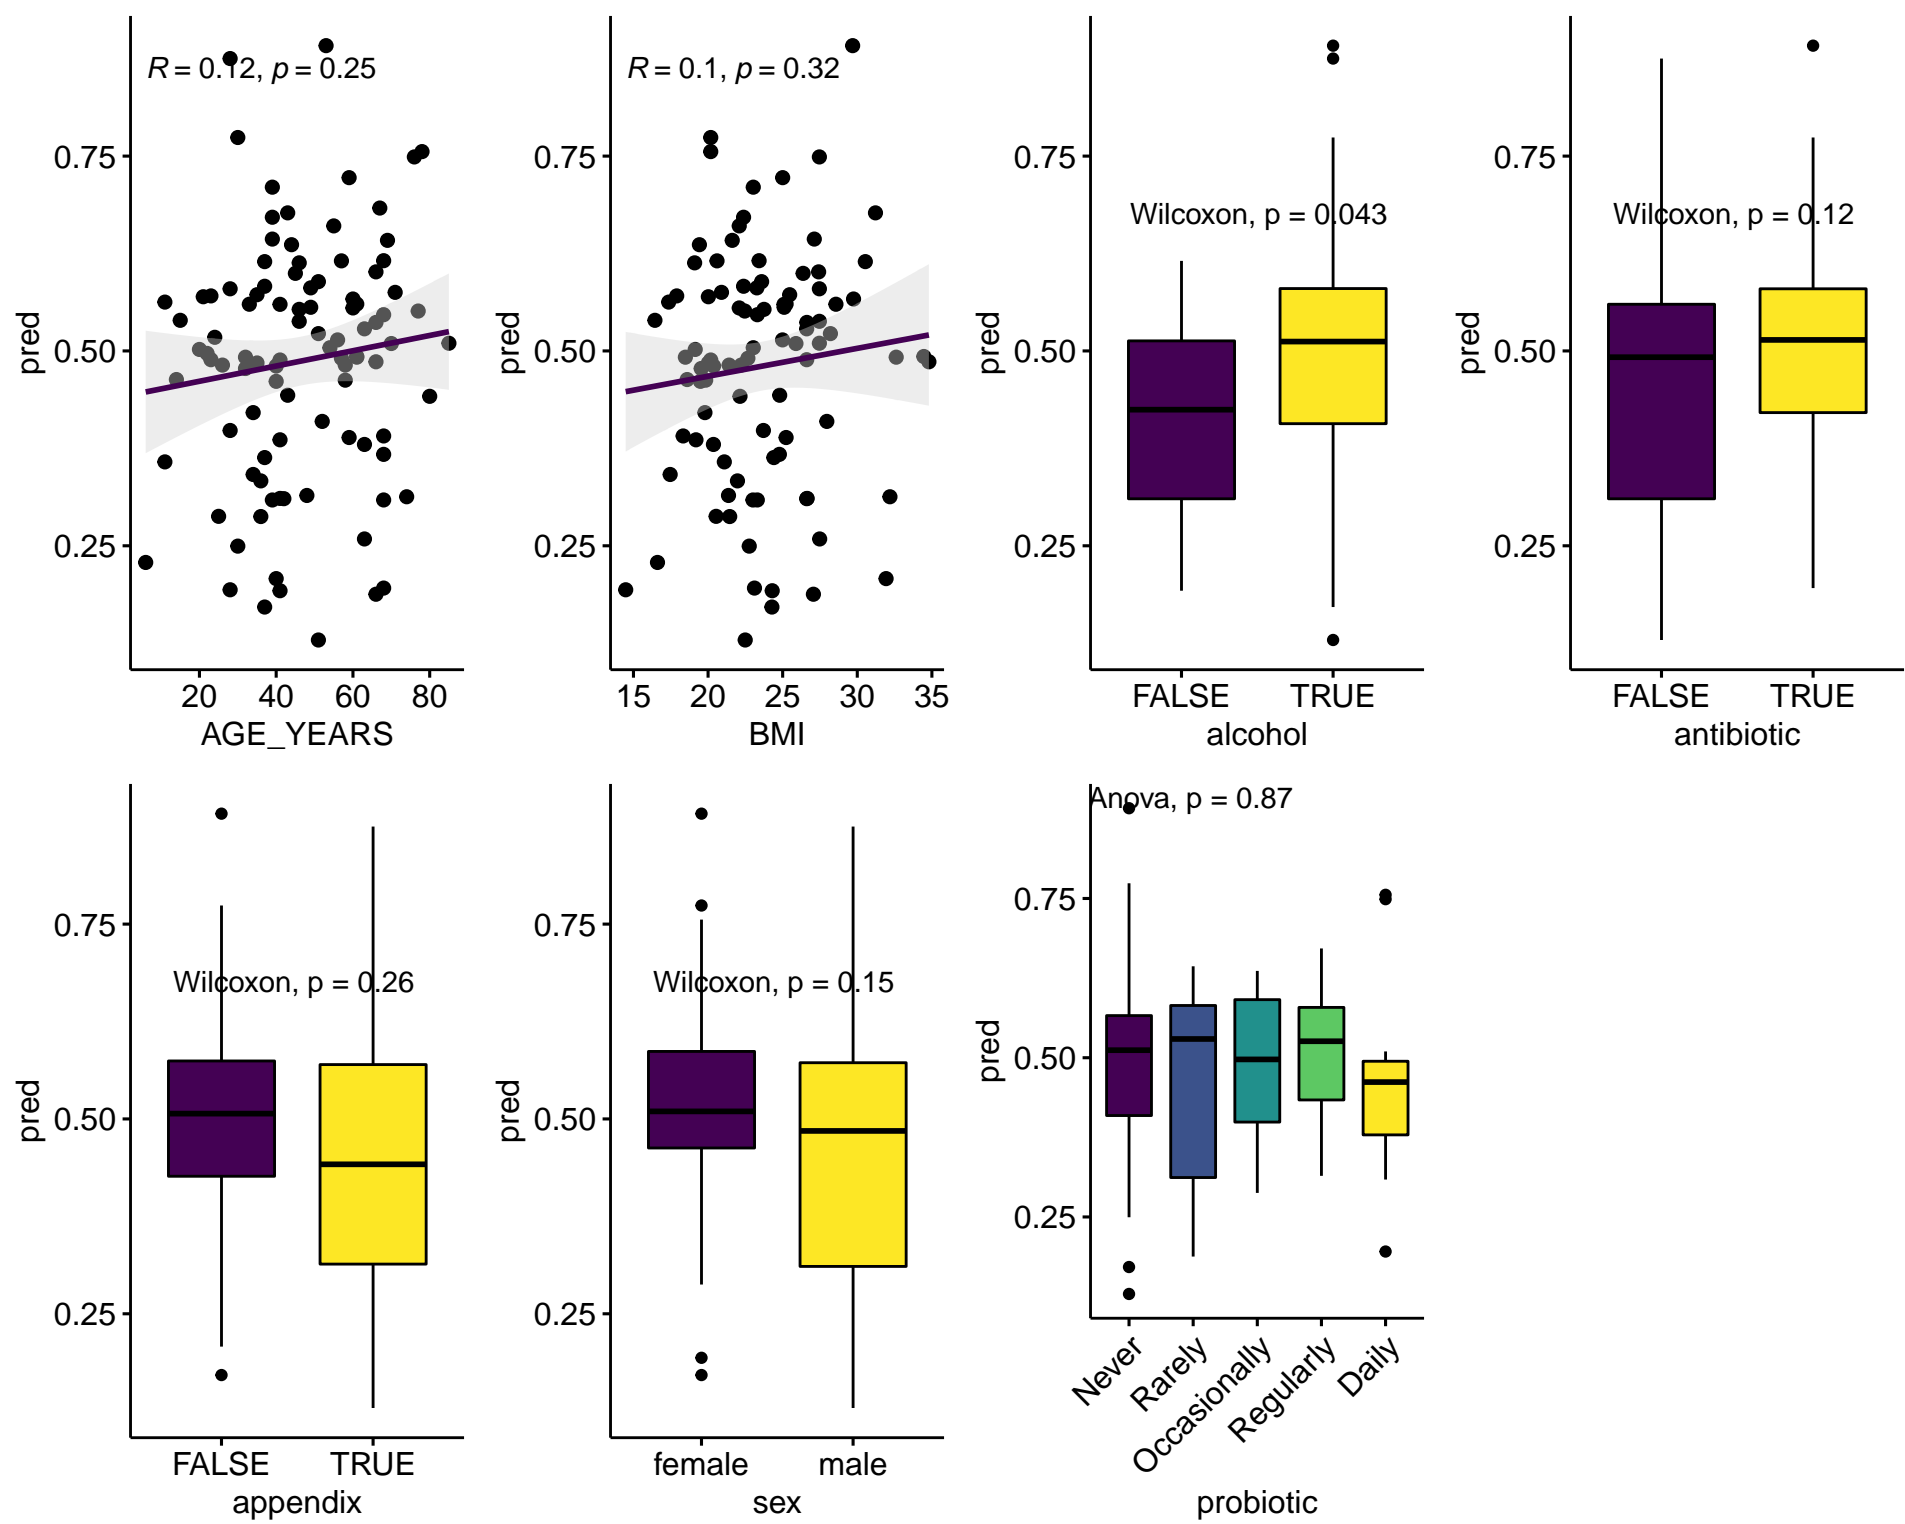 R = 0.12, p = 0.25
pred
0.75
0.50
0.25
20 40 60 80
AGE_YEARS
R = 0.1, p = 0.32
pred
0.75
0.50
0.25
15 20 25 30 35
BMI
Wilcoxon, p = 0.043
pred
0.75
0.50
0.25
FALSE TRUE
alcohol
Wilcoxon, p = 0.12
pred
0.75
0.50
0.25
FALSE TRUE
antibiotic
Wilcoxon, p = 0.26
pred
0.75
0.50
0.25
FALSE TRUE
appendix
Wilcoxon, p = 0.15
pred
0.75
0.50
0.25
female male
sex
Anova, p = 0.87
pred
0.75
0.50
0.25
Never
Rarely
Occasionally
Regularly
Daily
probiotic